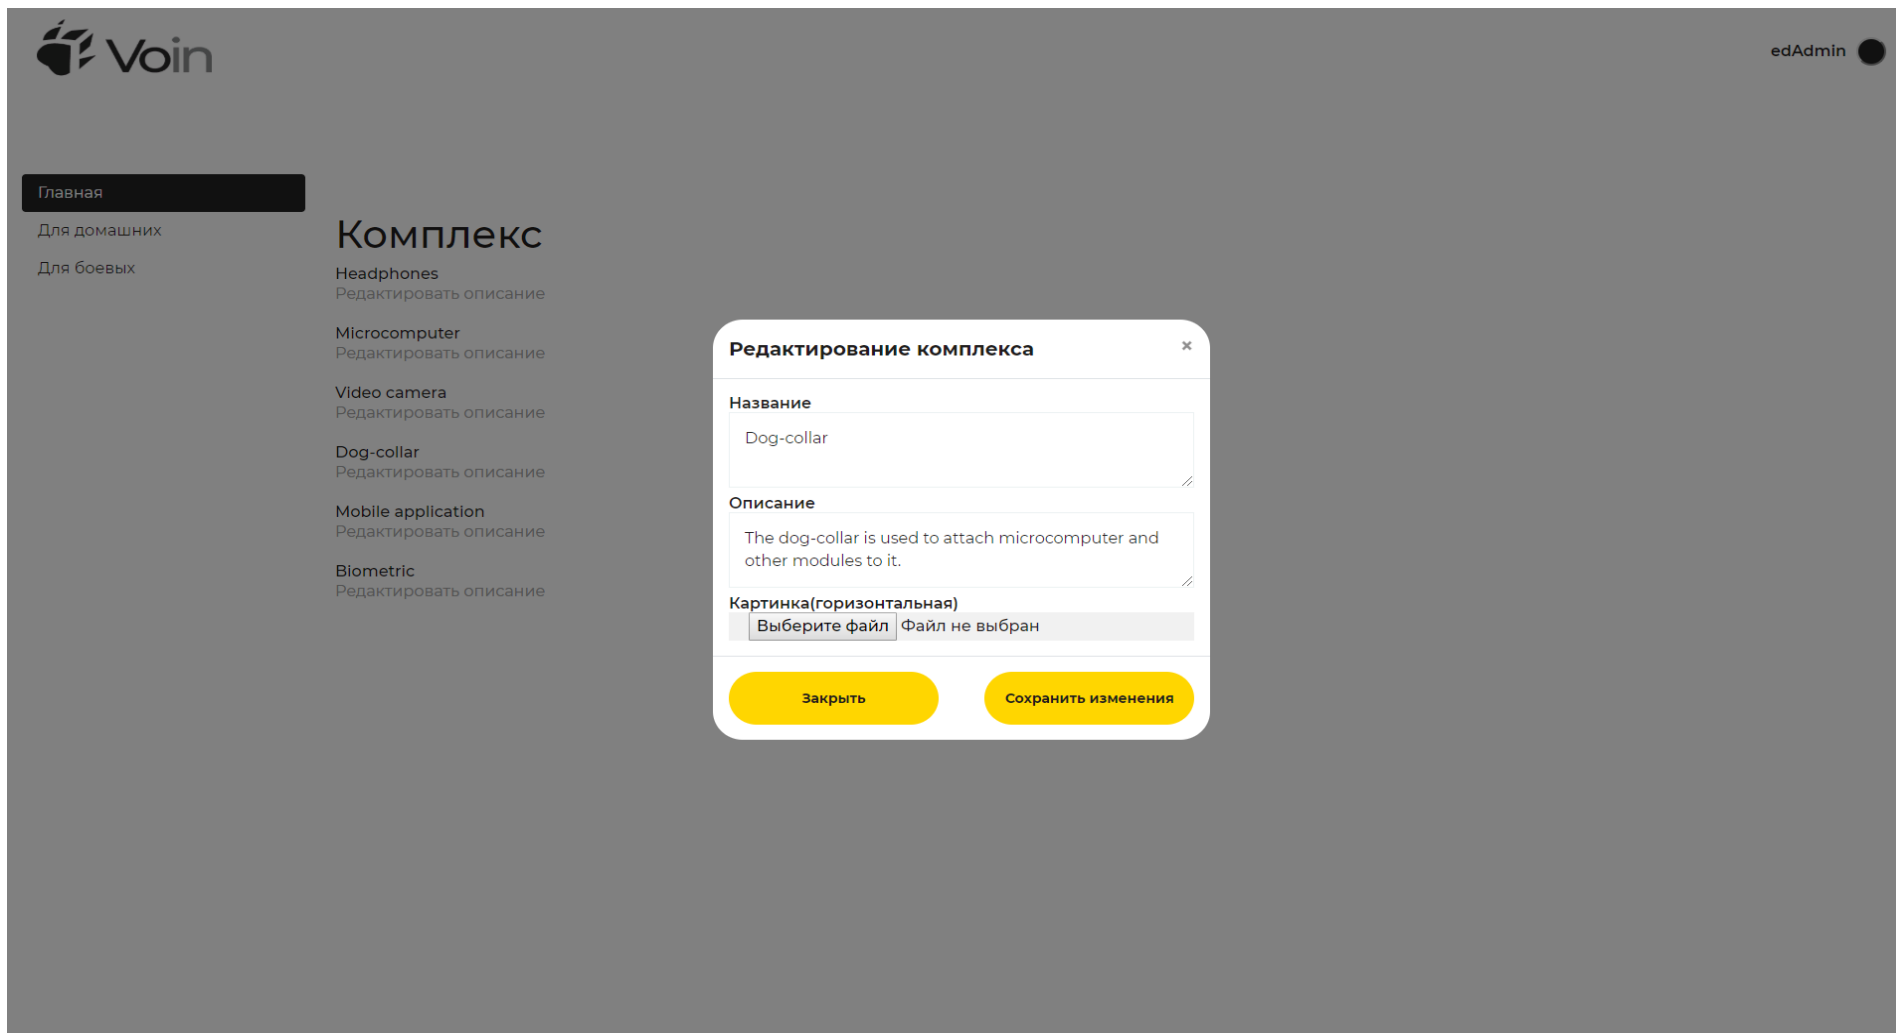 Voin
edAdmin
Главная
Для домашних
Для боевых
Комплекс
Headphones
Редактировать описание
Microcomputer
Редактировать описание
Video camera
Редактировать описание
Dog-collar
Редактировать описание
Mobile application
Редактировать описание
Biometric
Редактировать описание
Редактирование комплекса ×
Название
Dog-collar
Описание
The dog-collar is used to attach microcomputer and
other modules to it.
Картинка(горизонтальная)
Выберите файл Файл не выбран
Закрыть
Сохранить изменения